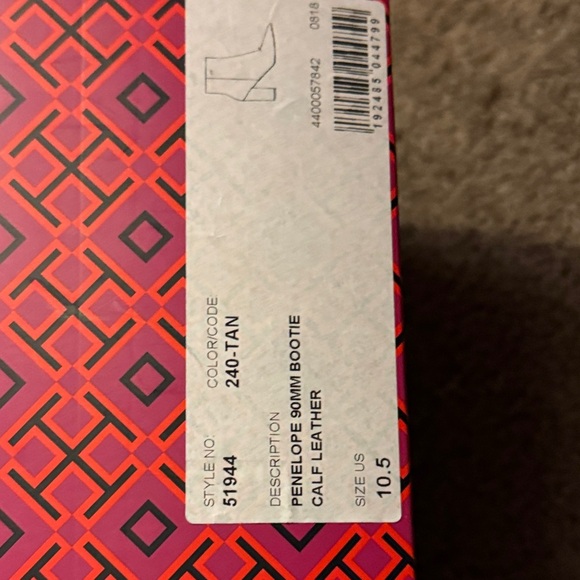 STYLE NO:
51944
COLOR/CODE:
240-TAN
DESCRIPTION
PENELOPE 90MM BOOTIE
CALF LEATHER
SIZE US
10.5
4400057842
0818
192485 044799